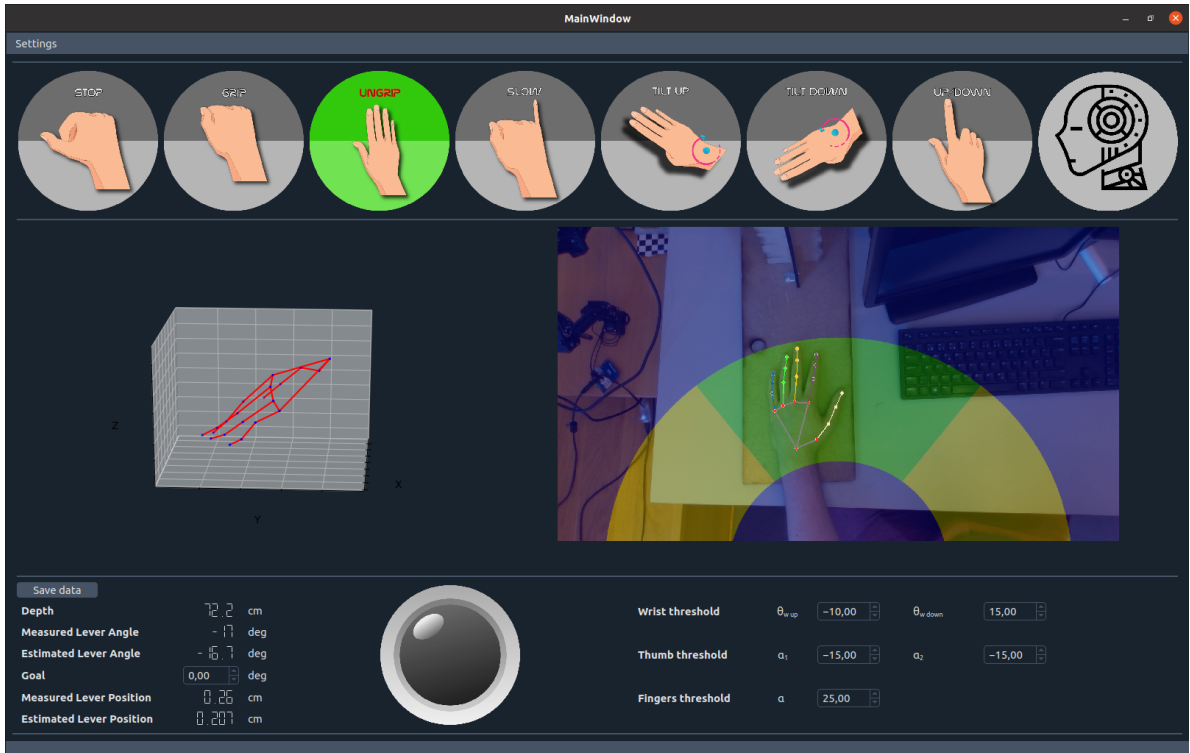 MainWindow
Settings
STOP GRIP UNGRIP SLOW TILT UP TILT DOWN UP-DOWN
Z
X
Y
Save data
Depth 72.2 cm
Measured Lever Angle -17 deg
Estimated Lever Angle -16.7 deg
Goal 0,00 deg
Measured Lever Position 0.26 cm
Estimated Lever Position 0.207 cm
Wrist threshold θw up −10,00 θw down 15,00
Thumb threshold α₁ −15,00 α₂ −15,00
Fingers threshold α 25,00